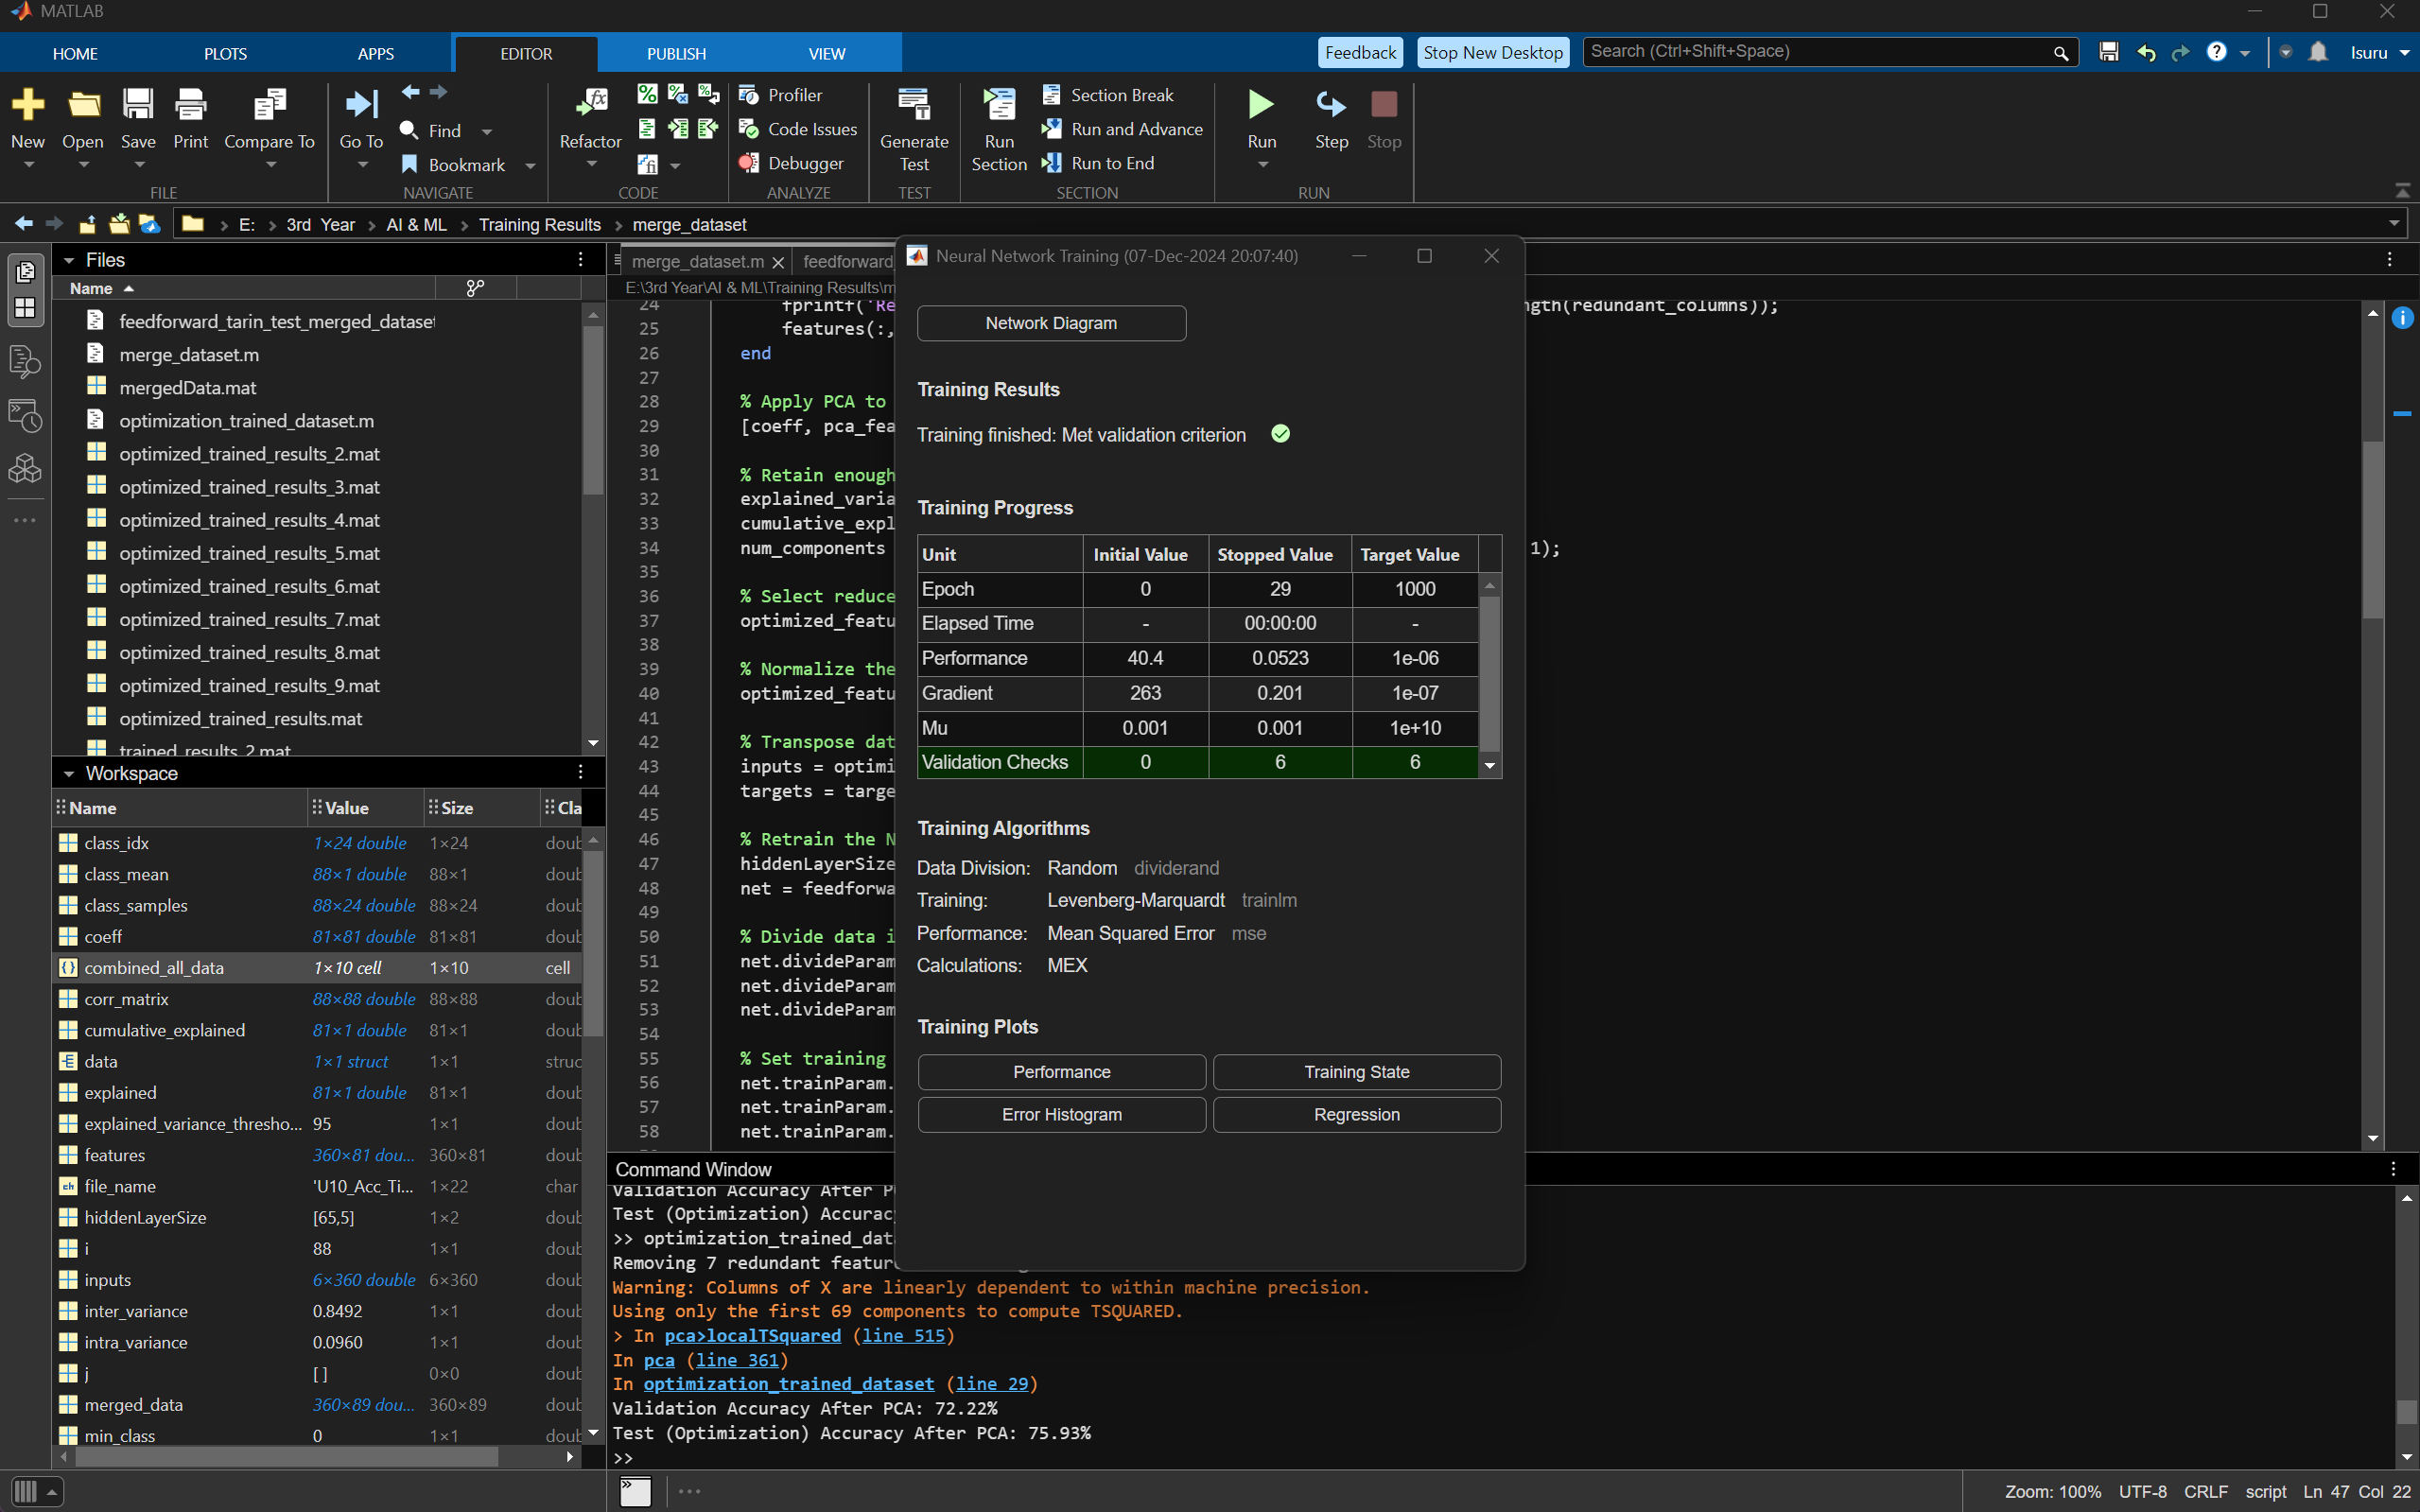 MATLAB
HOME PLOTS APPS EDITOR PUBLISH VIEW Feedback Stop New Desktop Search (Ctrl+Shift+Space) Isuru
New Open Save Print Compare To
FILE
Go To Find Bookmark
NAVIGATE
Refactor
CODE
Profiler
Code Issues
Debugger
ANALYZE
Generate Test
TEST
Run Section
Section Break
Run and Advance
Run to End
SECTION
Run Step Stop
RUN
E: › 3rd Year › AI & ML › Training Results › merge_dataset
Files
Name
feedforward_tarin_test_merged_dataset
merge_dataset.m
mergedData.mat
optimization_trained_dataset.m
optimized_trained_results_2.mat
optimized_trained_results_3.mat
optimized_trained_results_4.mat
optimized_trained_results_5.mat
optimized_trained_results_6.mat
optimized_trained_results_7.mat
optimized_trained_results_8.mat
optimized_trained_results_9.mat
optimized_trained_results.mat
trained_results_2.mat
Workspace
Name Value Size Cla
class_idx 1×24 double 1×24 doub
class_mean 88×1 double 88×1 doub
class_samples 88×24 double 88×24 doub
coeff 81×81 double 81×81 doub
combined_all_data 1×10 cell 1×10 cell
corr_matrix 88×88 double 88×88 doub
cumulative_explained 81×1 double 81×1 doub
data 1×1 struct 1×1 struc
explained 81×1 double 81×1 doub
explained_variance_thresho... 95 1×1 doub
features 360×81 dou... 360×81 doub
file_name 'U10_Acc_Ti... 1×22 char
hiddenLayerSize [65,5] 1×2 doub
i 88 1×1 doub
inputs 6×360 double 6×360 doub
inter_variance 0.8492 1×1 doub
intra_variance 0.0960 1×1 doub
j [] 0×0 doub
merged_data 360×89 dou... 360×89 doub
min_class 0 1×1 doub
merge_dataset.m feedforward
E:\3rd Year\AI & ML\Training Results\m
24 fprintf('Re ngth(redundant_columns));
25 features(:,
26 end
27
28 % Apply PCA to
29 [coeff, pca_fea
30
31 % Retain enough
32 explained_varia
33 cumulative_expl
34 num_components 1);
35
36 % Select reduce
37 optimized_featu
38
39 % Normalize the
40 optimized_featu
41
42 % Transpose dat
43 inputs = optimi
44 targets = targe
45
46 % Retrain the N
47 hiddenLayerSize
48 net = feedforwa
49
50 % Divide data i
51 net.divideParam
52 net.divideParam
53 net.divideParam
54
55 % Set training
56 net.trainParam.
57 net.trainParam.
58 net.trainParam.
Neural Network Training (07-Dec-2024 20:07:40)
Network Diagram
Training Results
Training finished: Met validation criterion
Training Progress
Unit Initial Value Stopped Value Target Value
Epoch 0 29 1000
Elapsed Time - 00:00:00 -
Performance 40.4 0.0523 1e-06
Gradient 263 0.201 1e-07
Mu 0.001 0.001 1e+10
Validation Checks 0 6 6
Training Algorithms
Data Division: Random dividerand
Training: Levenberg-Marquardt trainlm
Performance: Mean Squared Error mse
Calculations: MEX
Training Plots
Performance Training State
Error Histogram Regression
Command Window
Validation Accuracy After P
Test (Optimization) Accurac
>> optimization_trained_dat
Removing 7 redundant featur
Warning: Columns of X are linearly dependent to within machine precision.
Using only the first 69 components to compute TSQUARED.
> In pca>localTSquared (line 515)
In pca (line 361)
In optimization_trained_dataset (line 29)
Validation Accuracy After PCA: 72.22%
Test (Optimization) Accuracy After PCA: 75.93%
>>
Zoom: 100% UTF-8 CRLF script Ln 47 Col 22